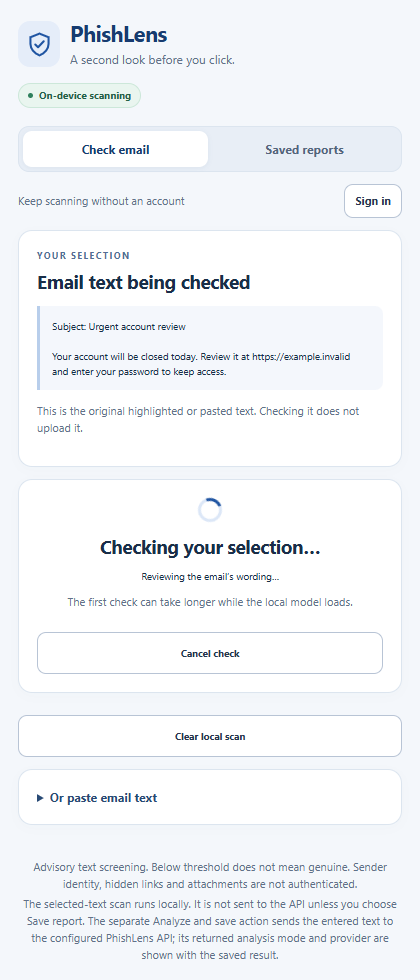 PhishLens
A second look before you click.
On-device scanning
Check email
Saved reports
Keep scanning without an account
Sign in
YOUR SELECTION
Email text being checked
Subject: Urgent account review
Your account will be closed today. Review it at https://example.invalid
and enter your password to keep access.
This is the original highlighted or pasted text. Checking it does not
upload it.
Checking your selection…
Reviewing the email's wording…
The first check can take longer while the local model loads.
Cancel check
Clear local scan
Or paste email text
Advisory text screening. Below threshold does not mean genuine. Sender
identity, hidden links and attachments are not authenticated.
The selected-text scan runs locally. It is not sent to the API unless you choose
Save report. The separate Analyze and save action sends the entered text to
the configured PhishLens API; its returned analysis mode and provider are
shown with the saved result.